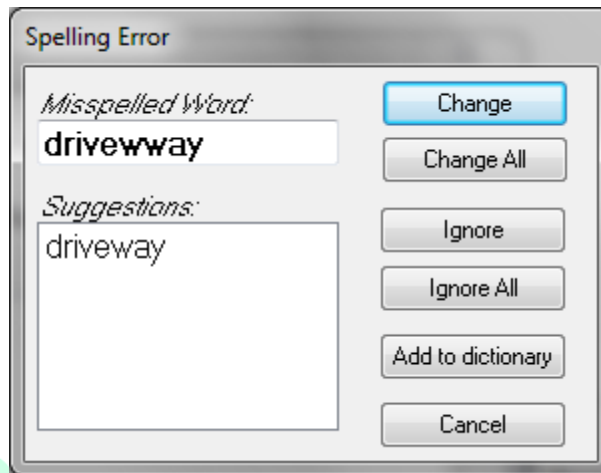 Spelling Error
Misspelled Word:
drivewway
Suggestions:
driveway
Change
Change All
Ignore
Ignore All
Add to dictionary
Cancel